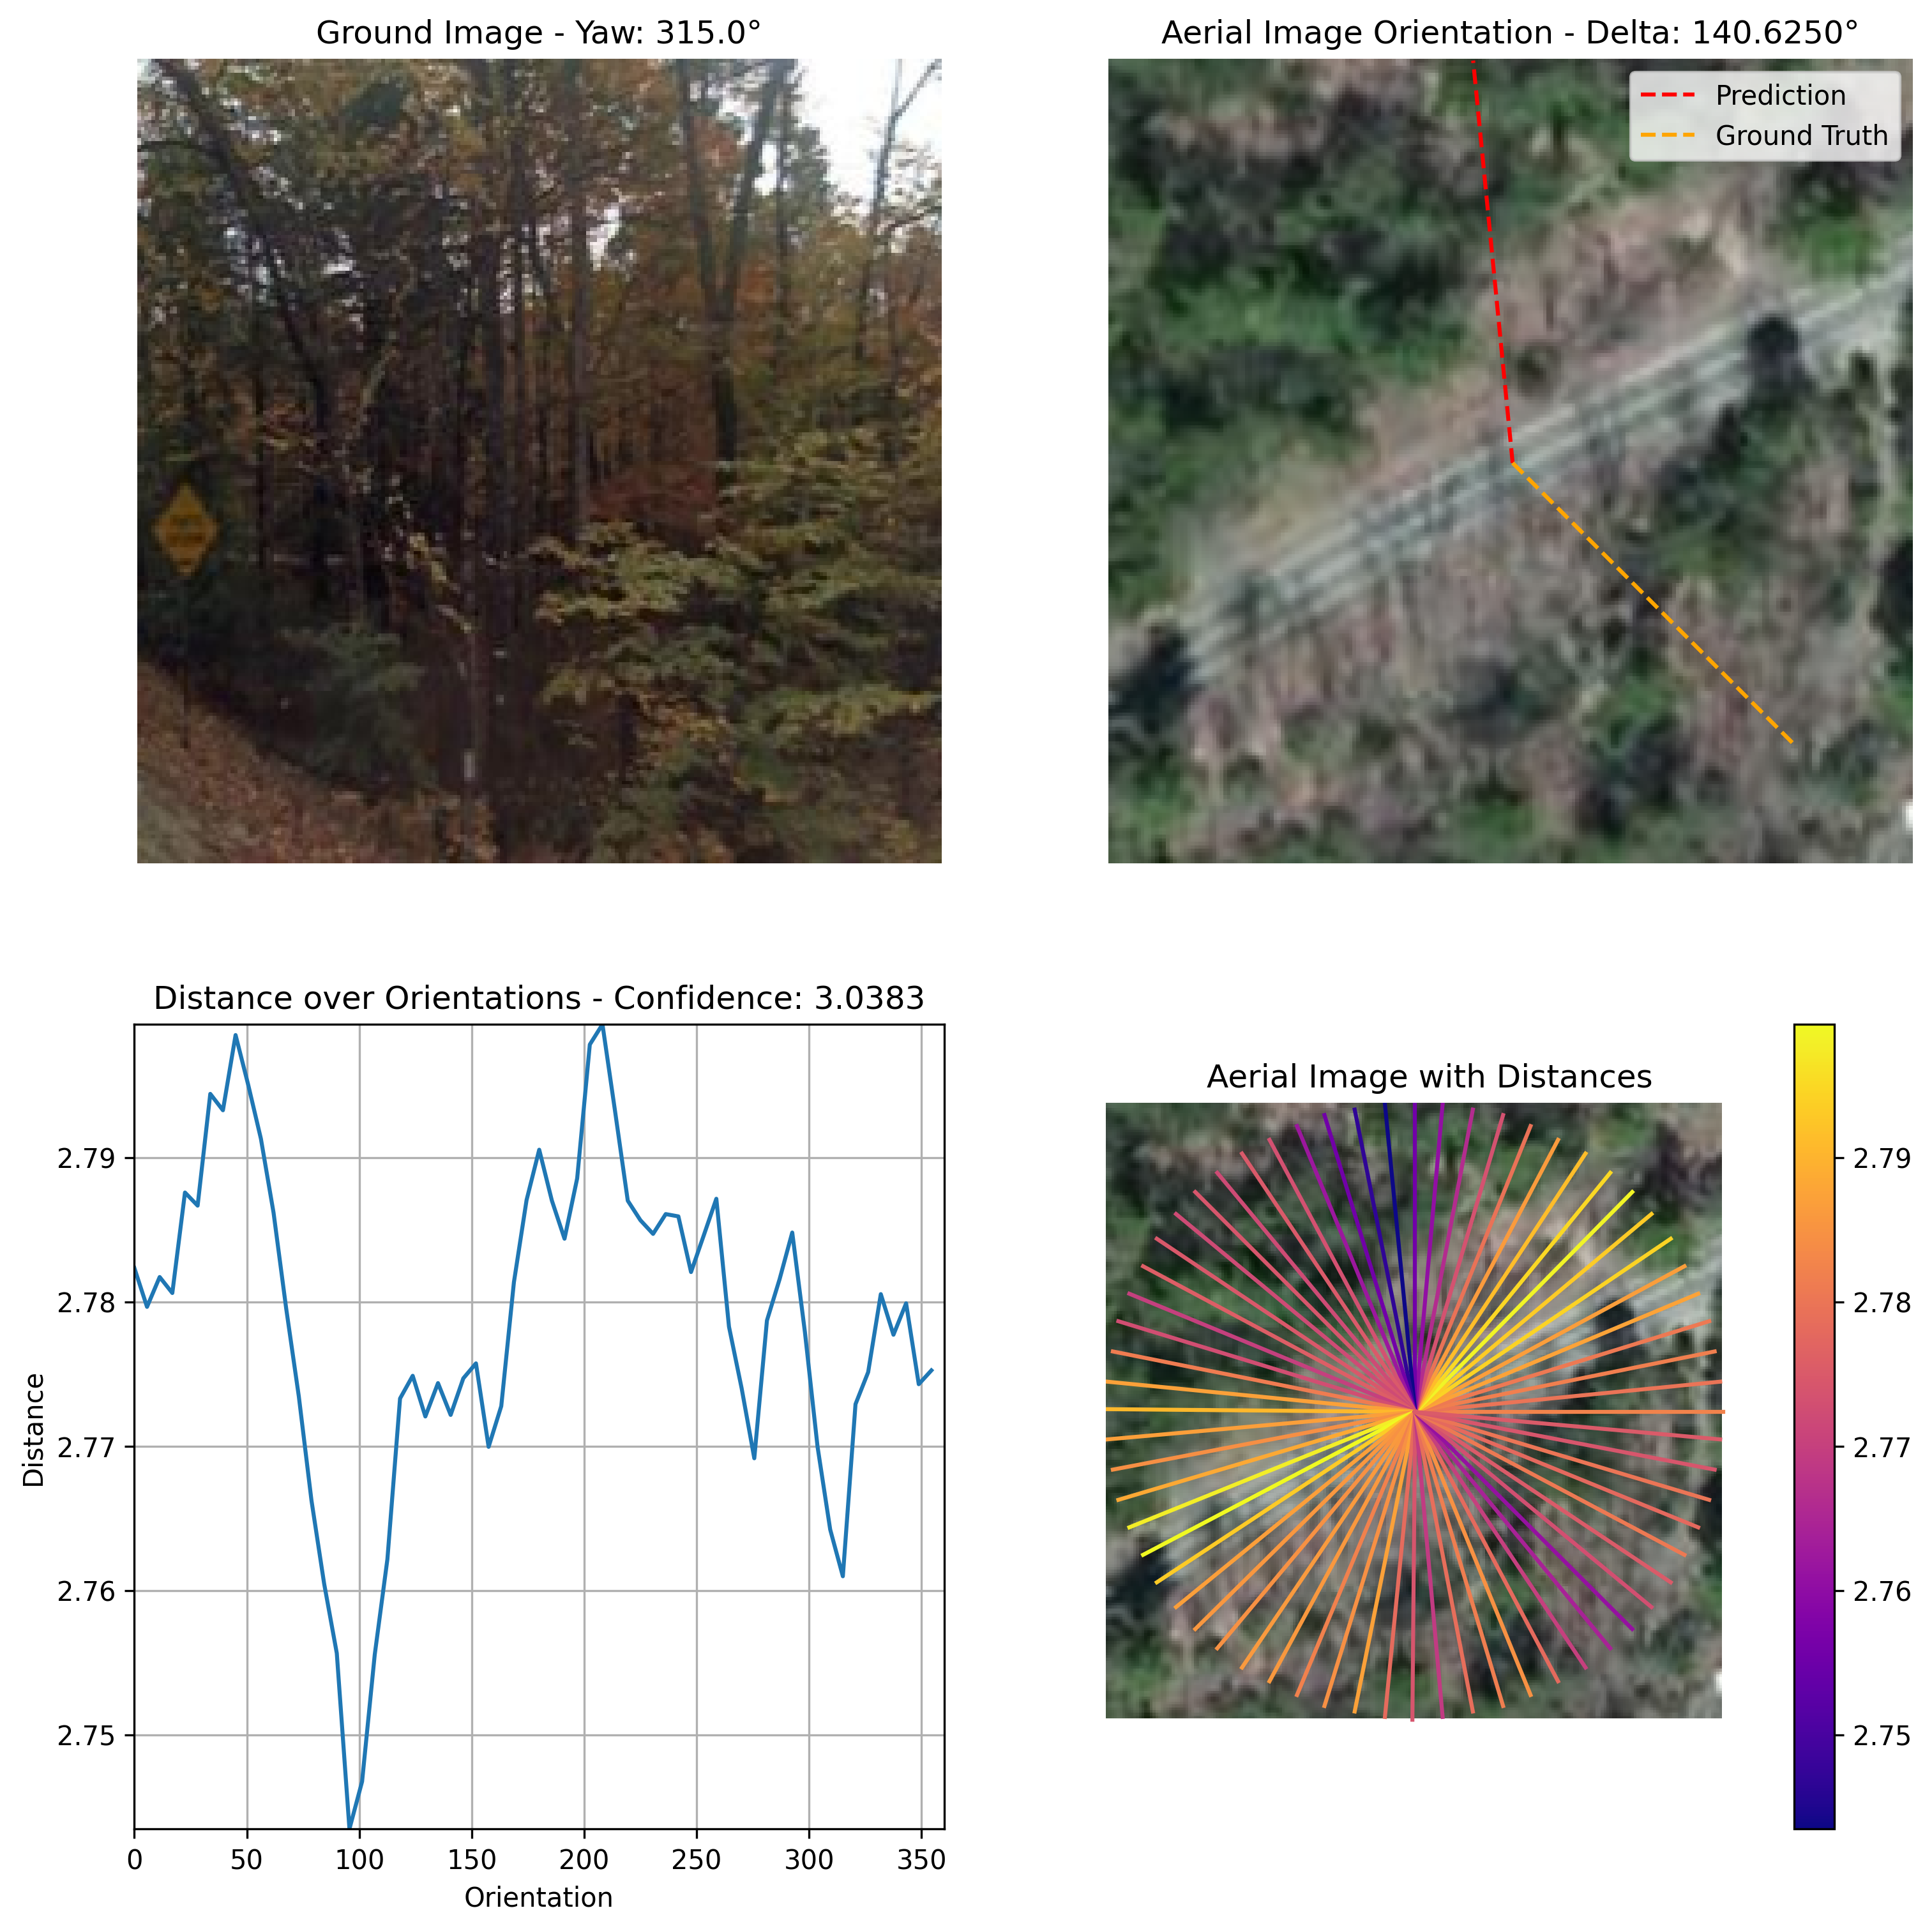 Ground Image - Yaw: 315.0°
Aerial Image Orientation - Delta: 140.6250°
Prediction
Ground Truth
Distance over Orientations - Confidence: 3.0383
2.79
2.78
2.77
2.76
2.75
Distance
0 50 100 150 200 250 300 350
Orientation
Aerial Image with Distances
2.79
2.78
2.77
2.76
2.75